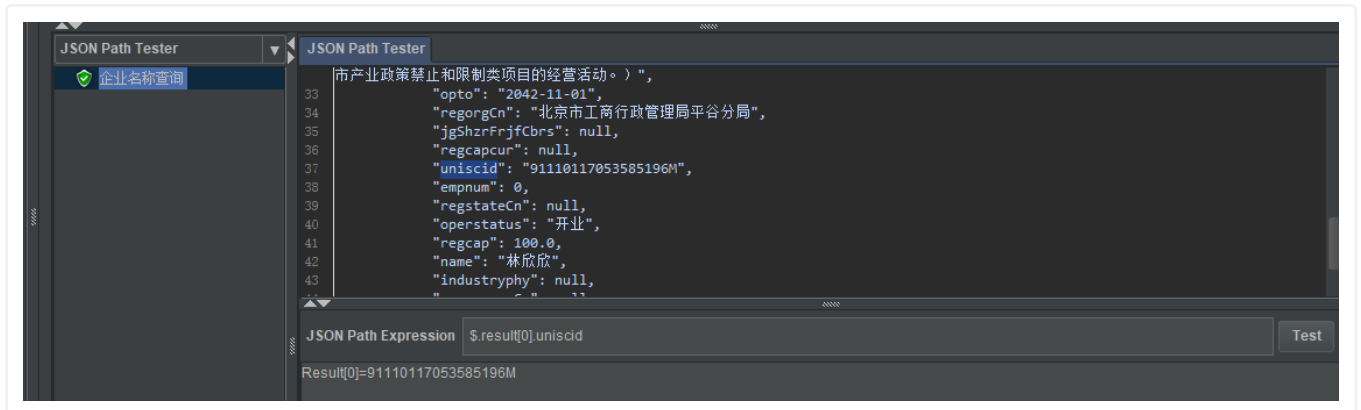 JSON Path Tester
JSON Path Tester
企业名称查询
市产业政策禁止和限制类项目的经营活动。）",
33 "opto": "2042-11-01",
34 "regorgCn": "北京市工商行政管理局平谷分局",
35 "jgShzrFrjfCbrs": null,
36 "regcapcur": null,
37 "uniscid": "91110117053585196M",
38 "empnum": 0,
39 "regstateCn": null,
40 "operstatus": "开业",
41 "regcap": 100.0,
42 "name": "林欣欣",
43 "industryphy": null,
JSON Path Expression $.result[0].uniscid Test
Result[0]=91110117053585196M